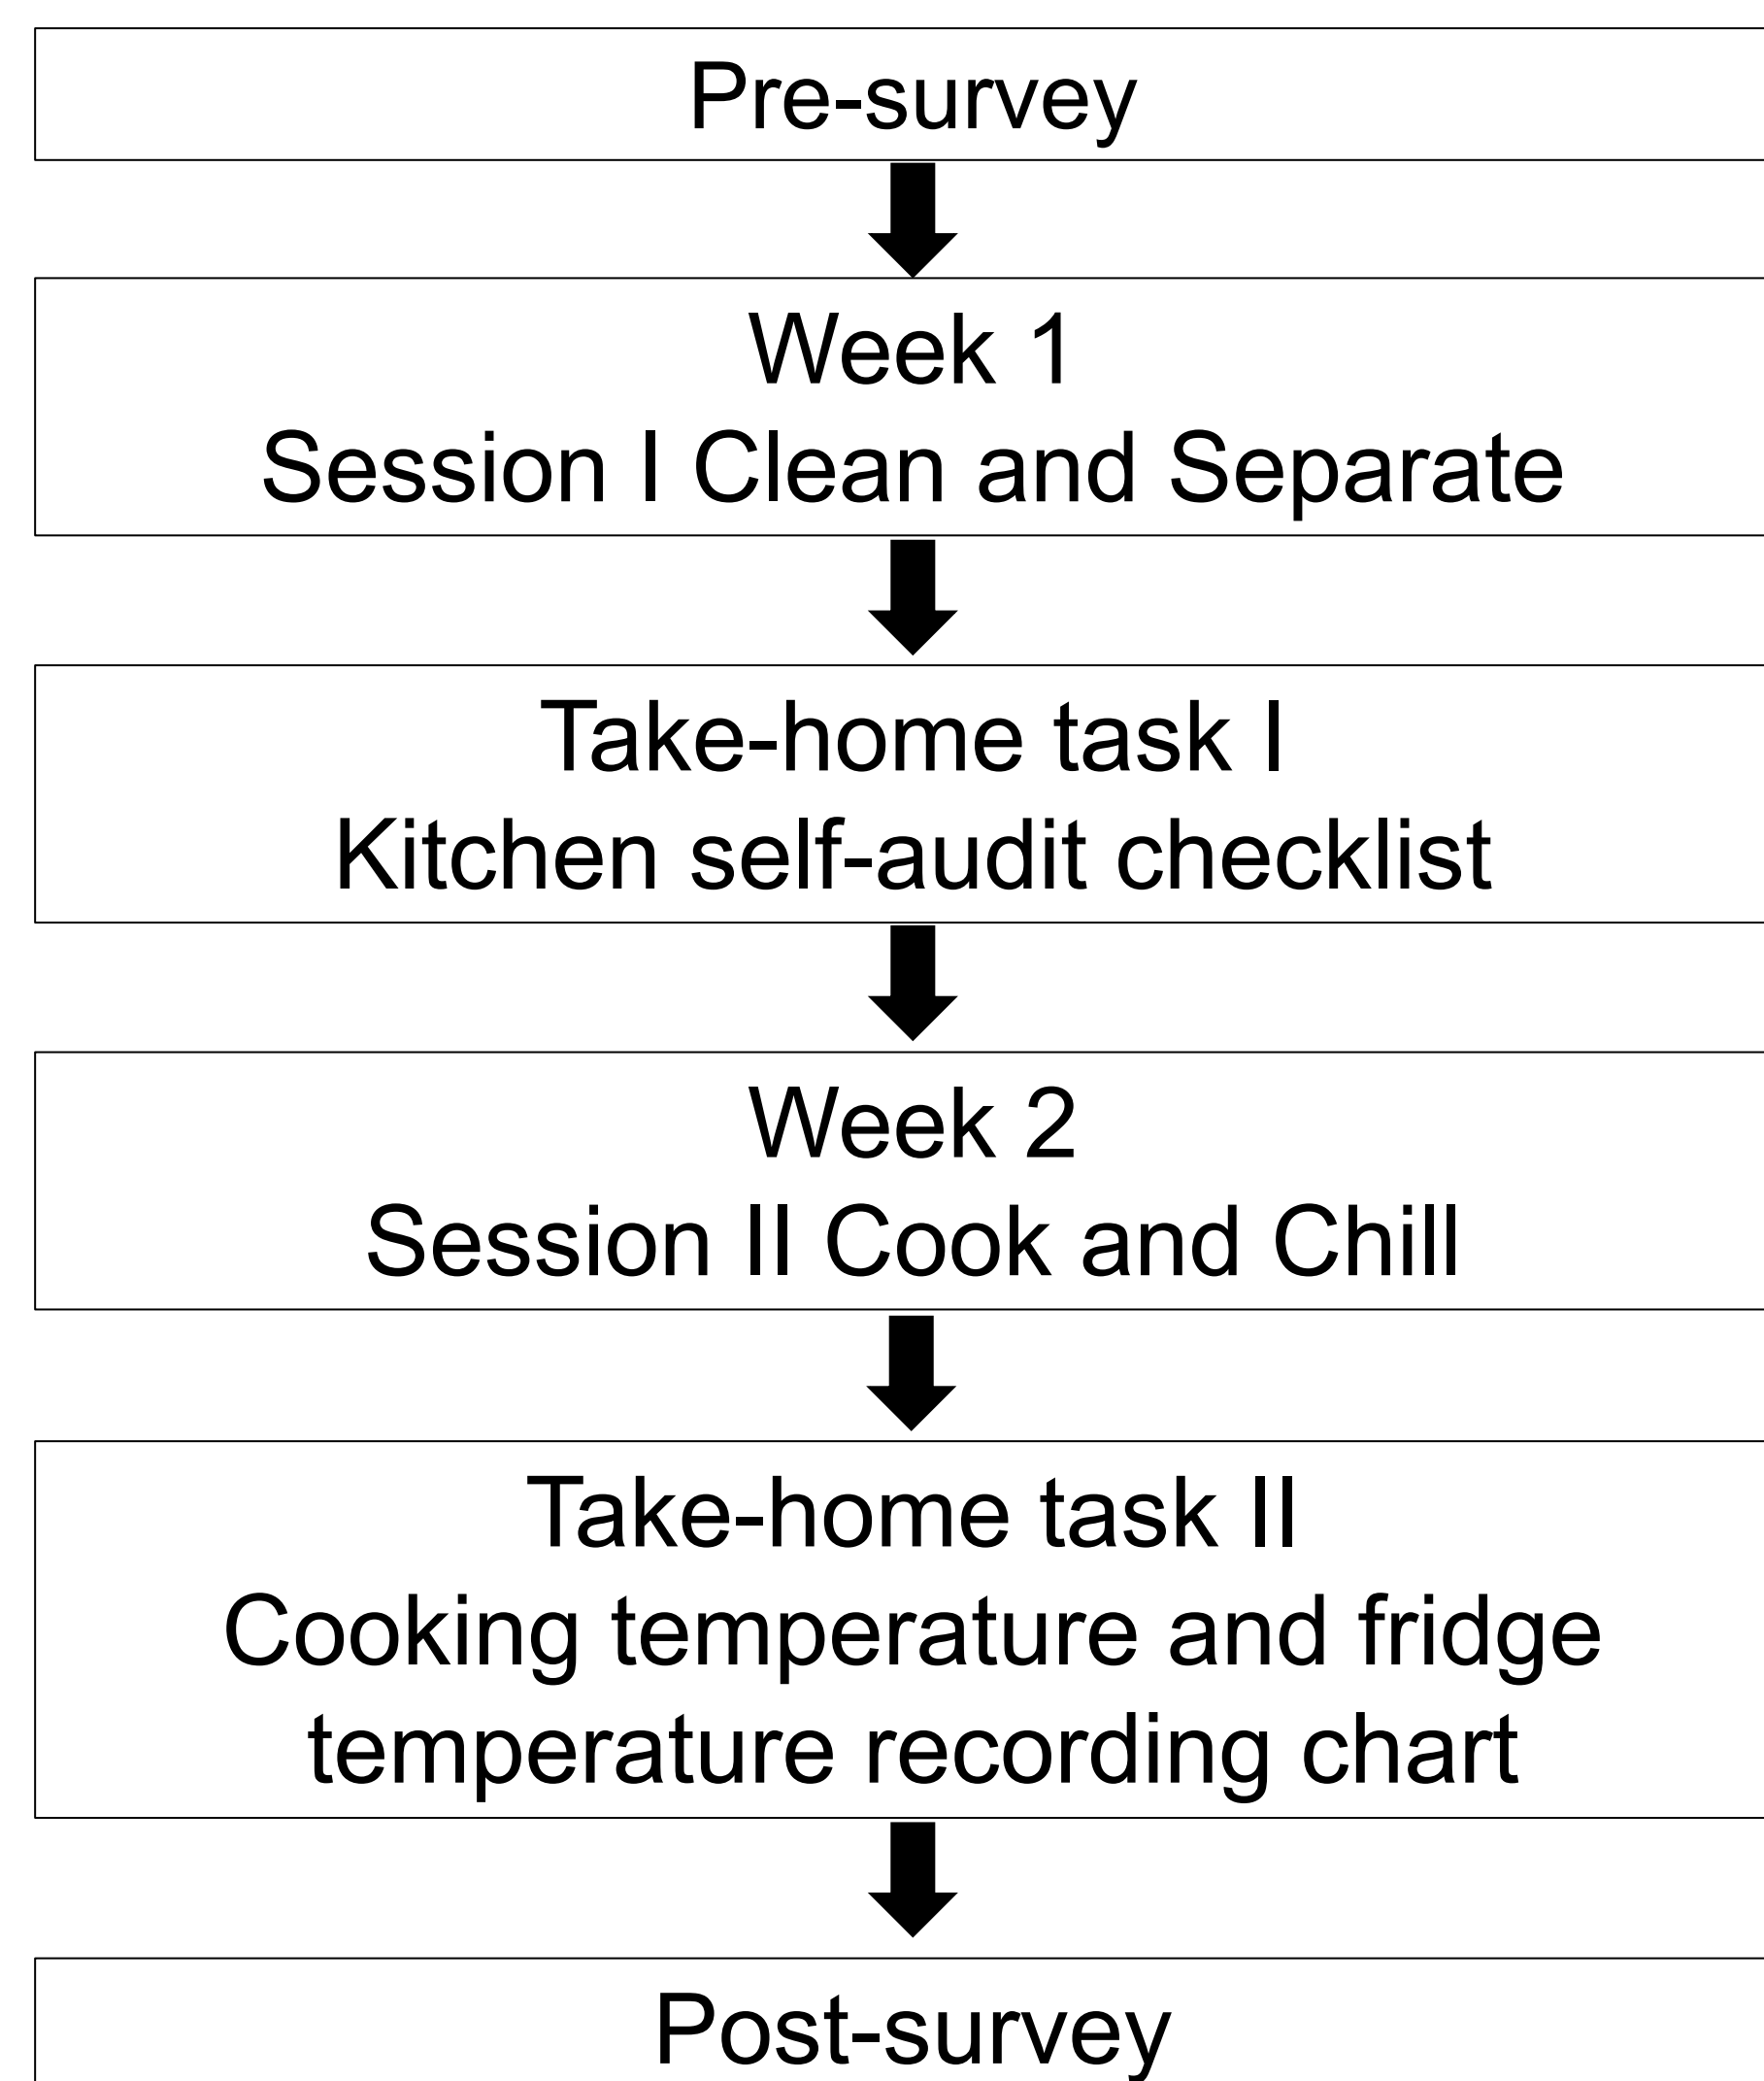 Pre-survey
Week 1
Session I Clean and Separate
Take-home task I
Kitchen self-audit checklist
Week 2
Session II Cook and Chill
Take-home task II
Cooking temperature and fridge
temperature recording chart
Post-survey